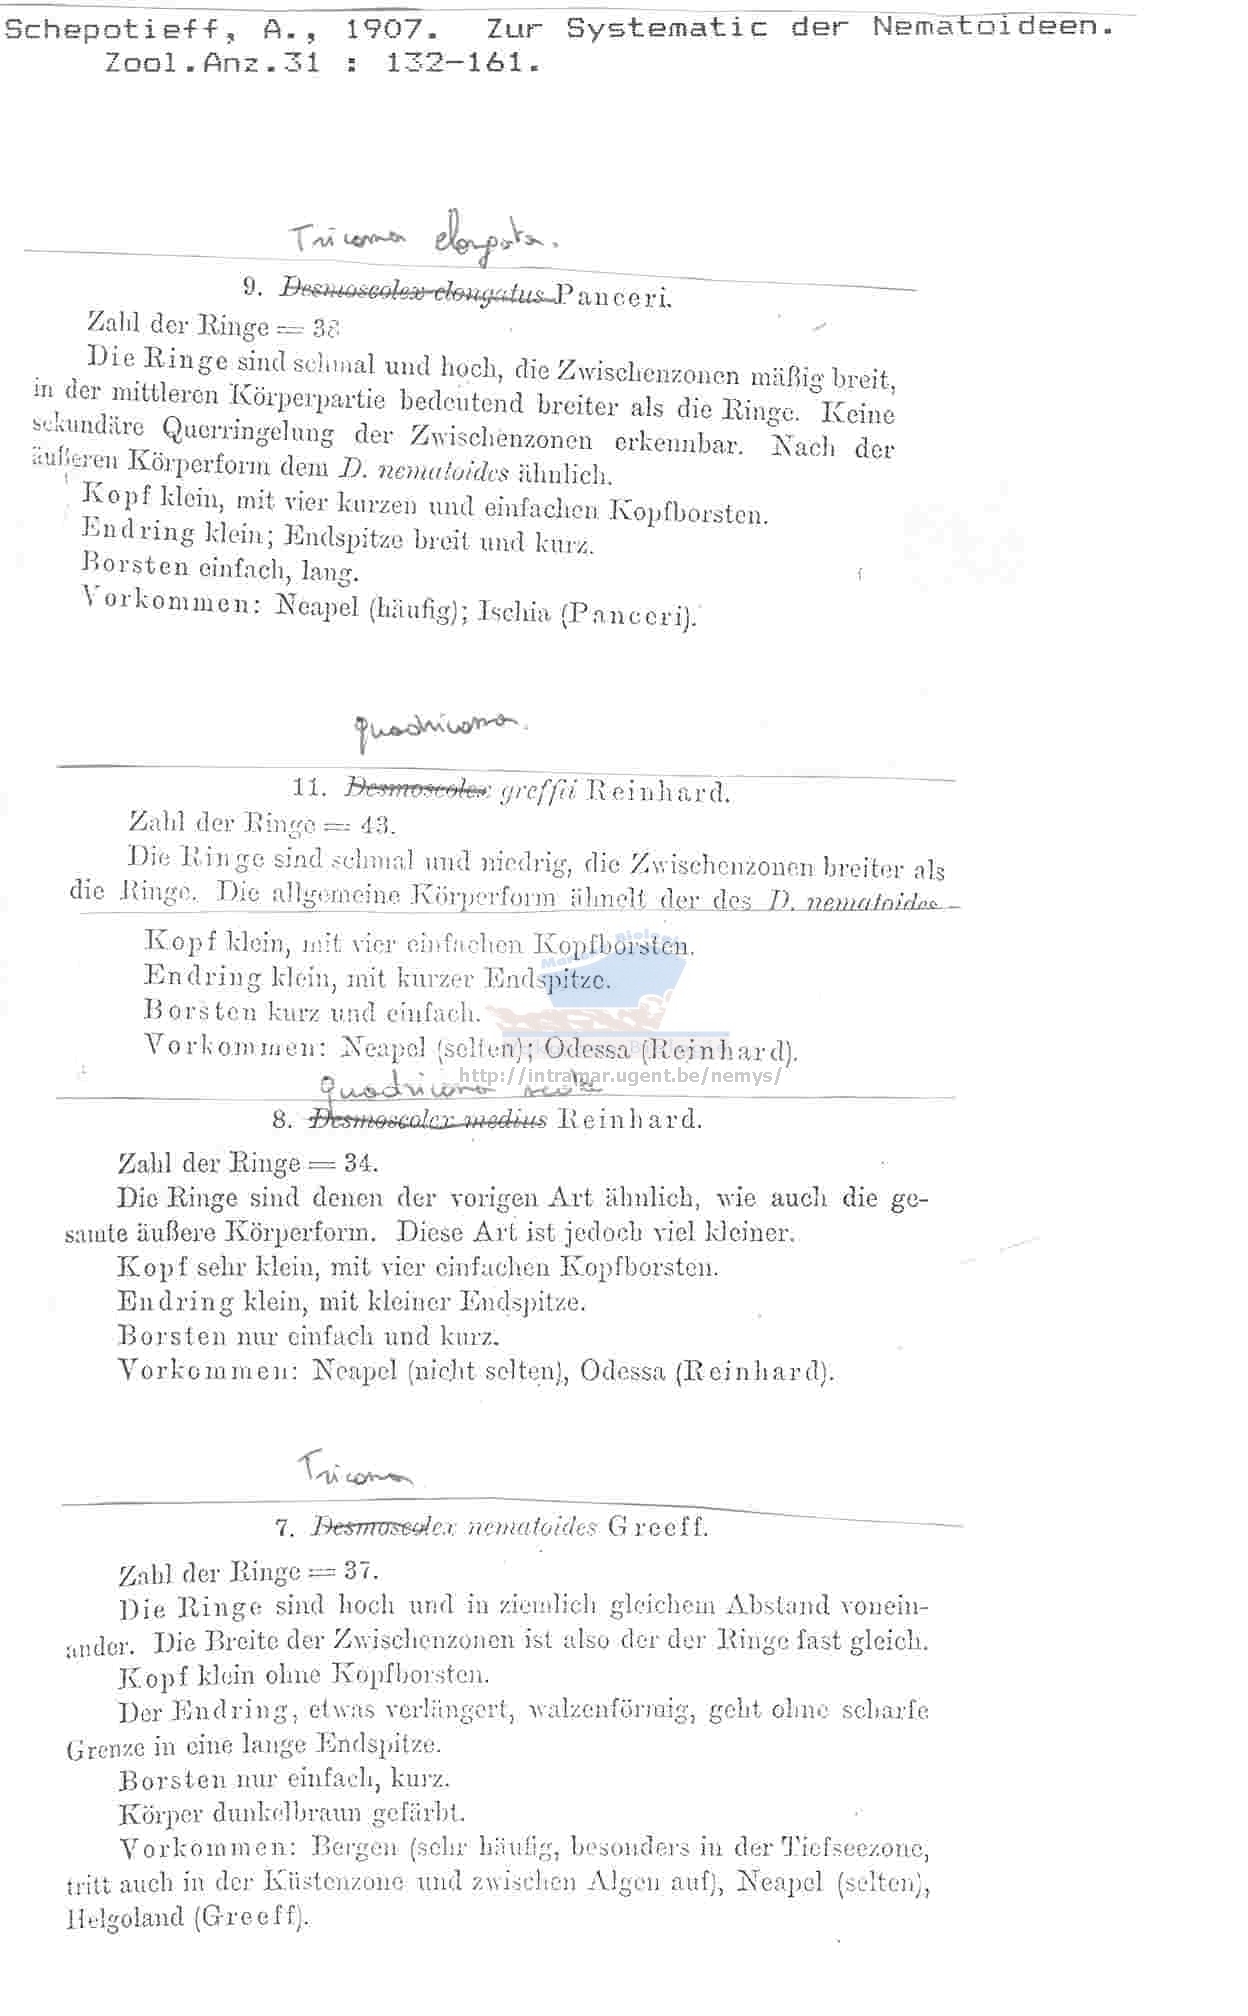 Schepotieff, A., 1907. Zur Systematic der Nematoideen.
Zool.Anz.31 : 132-161.
Tricoma elongata.
9. Desmoscolex elongatus Panceri.
Zahl der Ringe = 38
Die Ringe sind schmal und hoch, die Zwischenzonen mäßig breit,
in der mittleren Körperpartie bedeutend breiter als die Ringe. Keine
sekundäre Querringelung der Zwischenzonen erkennbar. Nach der
äußeren Körperform dem D. nematoides ähnlich.
Kopf klein, mit vier kurzen und einfachen Kopfborsten.
Endring klein; Endspitze breit und kurz.
Borsten einfach, lang.
Vorkommen: Neapel (häufig); Ischia (Panceri).
Quadricoma.
11. Desmoscolex greffii Reinhard.
Zahl der Ringe = 43.
Die Ringe sind schmal und niedrig, die Zwischenzonen breiter als
die Ringe. Die allgemeine Körperform ähnelt der des D. nematoides
Kopf klein, mit vier einfachen Kopfborsten.
Endring klein, mit kurzer Endspitze.
Borsten kurz und einfach.
Vorkommen: Neapel (selten); Odessa (Reinhard).
http://intramar.ugent.be/nemys/
Quadricoma
8. Desmoscolex medius Reinhard.
Zahl der Ringe = 34.
Die Ringe sind denen der vorigen Art ähnlich, wie auch die ge-
samte äußere Körperform. Diese Art ist jedoch viel kleiner.
Kopf sehr klein, mit vier einfachen Kopfborsten.
Endring klein, mit kleiner Endspitze.
Borsten nur einfach und kurz.
Vorkommen: Neapel (nicht selten), Odessa (Reinhard).
Tricoma
7. Desmoscolex nematoides Greeff.
Zahl der Ringe = 37.
Die Ringe sind hoch und in ziemlich gleichem Abstand vonein-
ander. Die Breite der Zwischenzonen ist also der der Ringe fast gleich.
Kopf klein ohne Kopfborsten.
Der Endring, etwas verlängert, walzenförmig, geht ohne scharfe
Grenze in eine lange Endspitze.
Borsten nur einfach, kurz.
Körper dunkelbraun gefärbt.
Vorkommen: Bergen (sehr häufig, besonders in der Tiefseezone,
tritt auch in der Küstenzone und zwischen Algen auf), Neapel (selten),
Helgoland (Greeff).